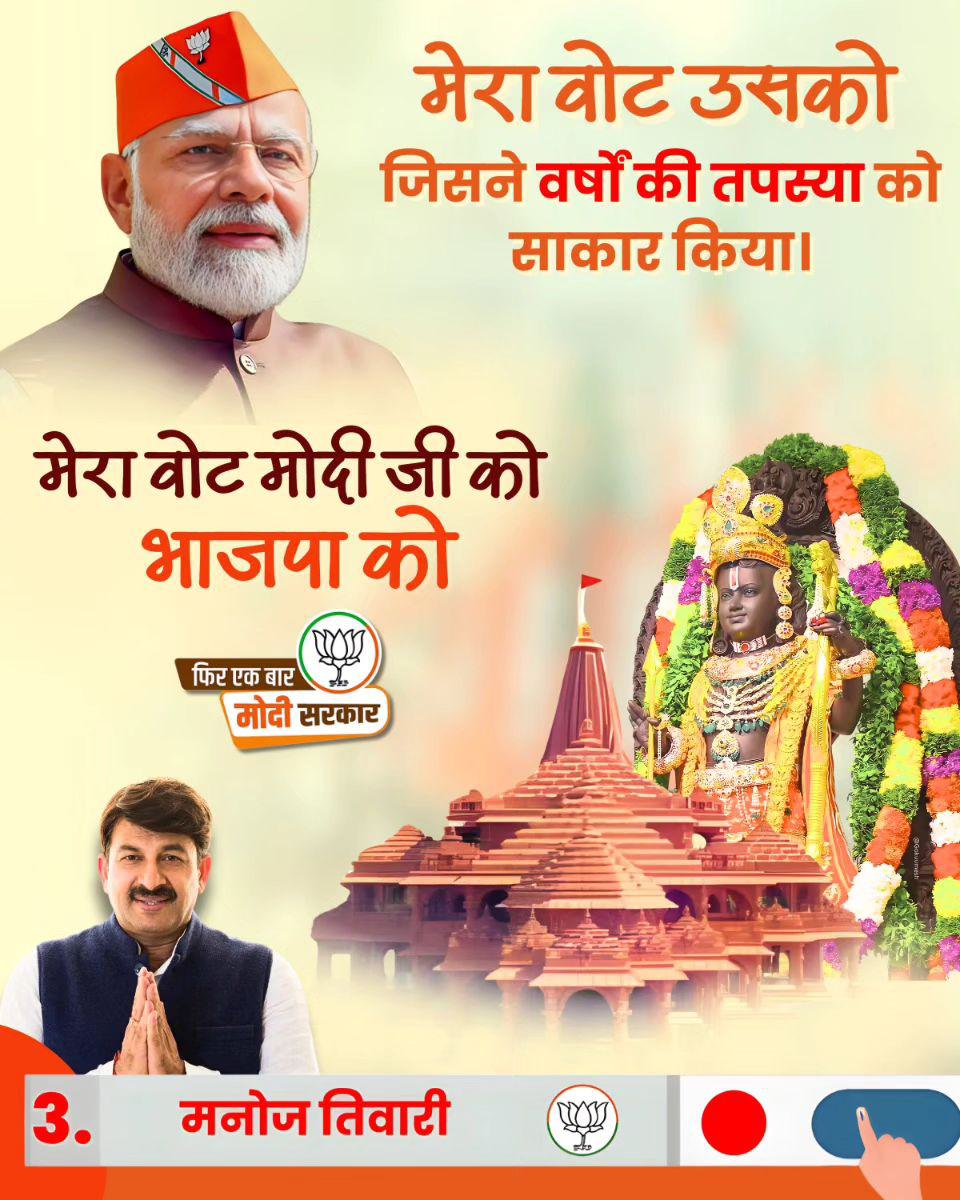 मेरा वोट उसको
जिसने वर्षों की तपस्या को
साकार किया।
मेरा वोट मोदी जी को
भाजपा को
फिर एक बार
मोदी सरकार
3. मनोज तिवारी